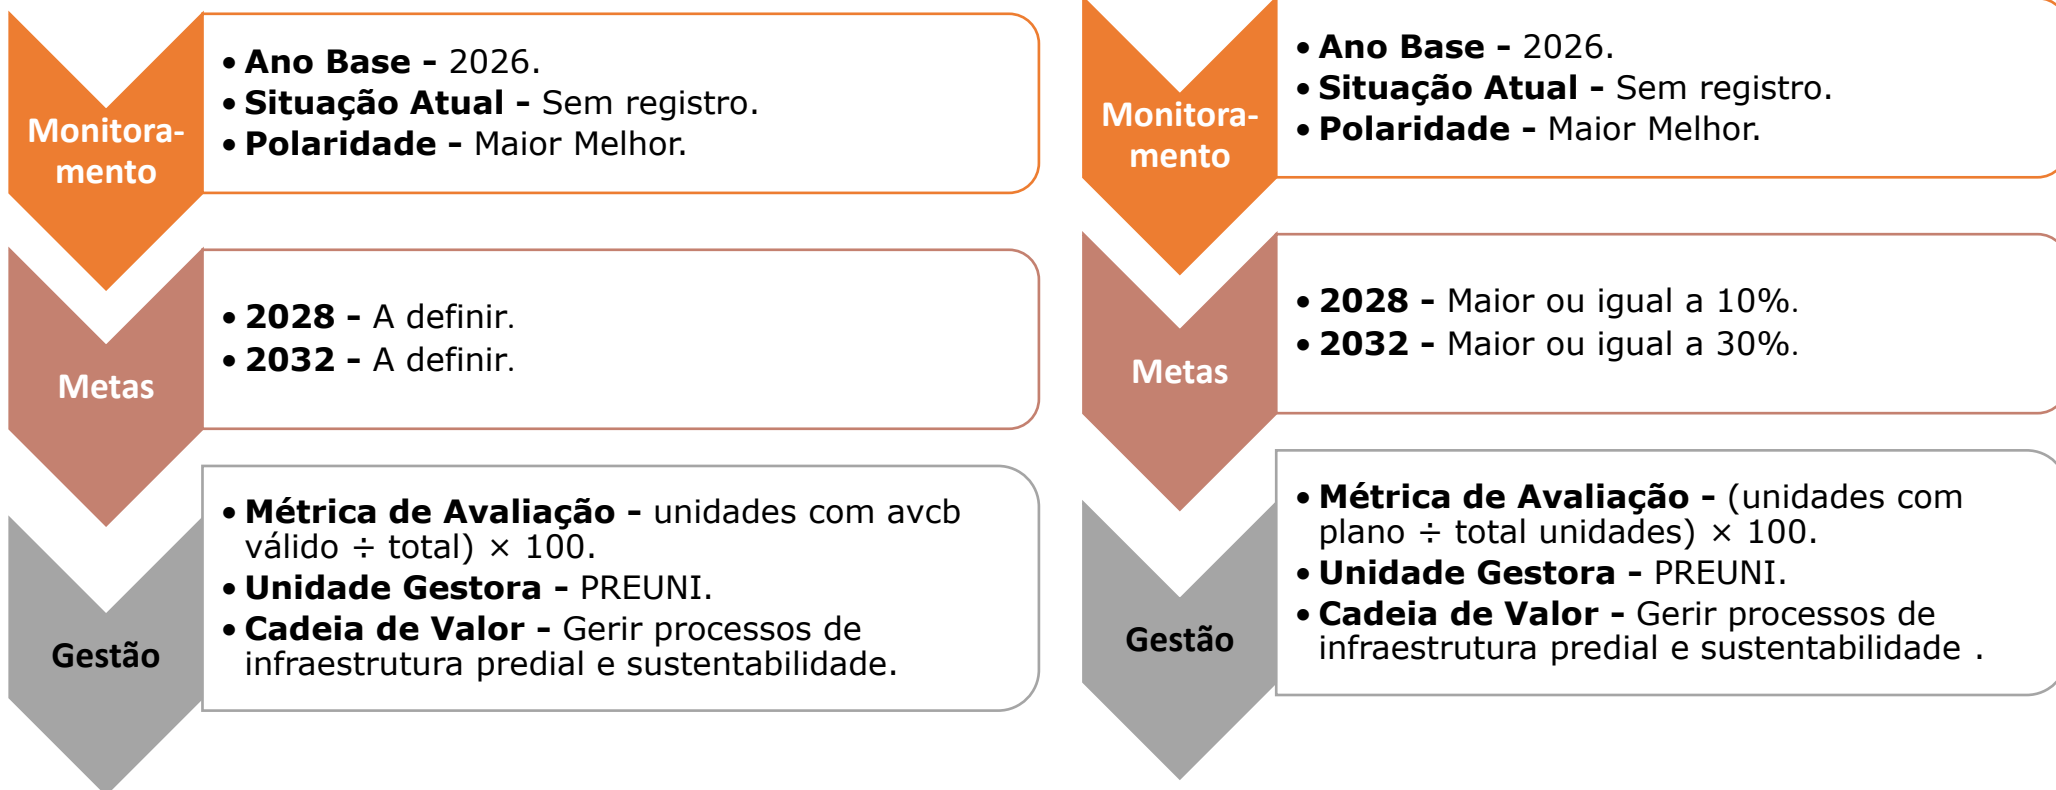 Monitora-
mento
• Ano Base - 2026.
• Situação Atual - Sem registro.
• Polaridade - Maior Melhor.
Metas
• 2028 - A definir.
• 2032 - A definir.
Gestão
• Métrica de Avaliação - unidades com avcb
válido ÷ total) × 100.
• Unidade Gestora - PREUNI.
• Cadeia de Valor - Gerir processos de
infraestrutura predial e sustentabilidade.
Monitora-
mento
• Ano Base - 2026.
• Situação Atual - Sem registro.
• Polaridade - Maior Melhor.
Metas
• 2028 - Maior ou igual a 10%.
• 2032 - Maior ou igual a 30%.
Gestão
• Métrica de Avaliação - (unidades com
plano ÷ total unidades) × 100.
• Unidade Gestora - PREUNI.
• Cadeia de Valor - Gerir processos de
infraestrutura predial e sustentabilidade .